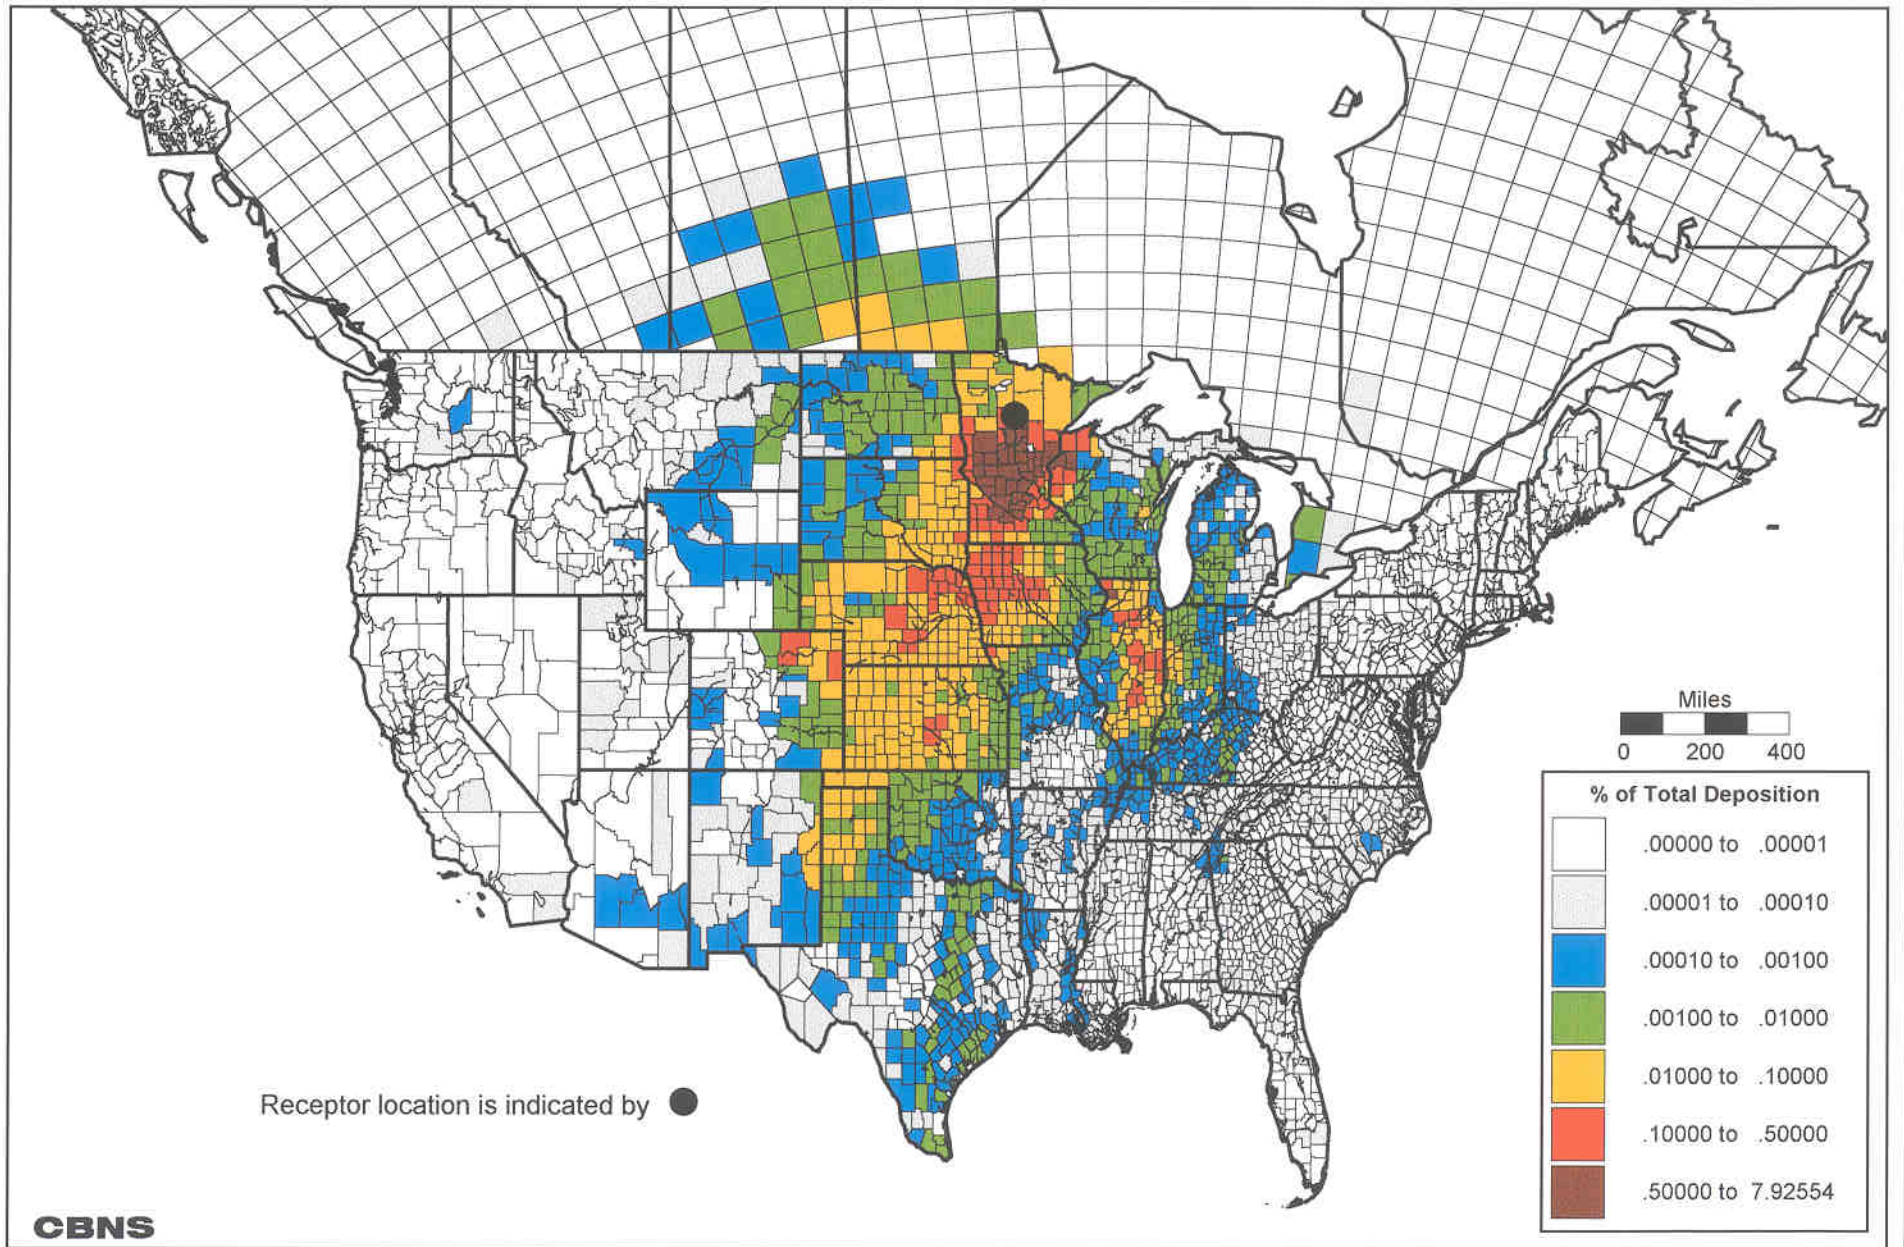 Miles
0 200 400
% of Total Deposition
.00000 to .00001
.00001 to .00010
.00010 to .00100
.00100 to .01000
.01000 to .10000
.10000 to .50000
.50000 to 7.92554
Receptor location is indicated by
CBNS